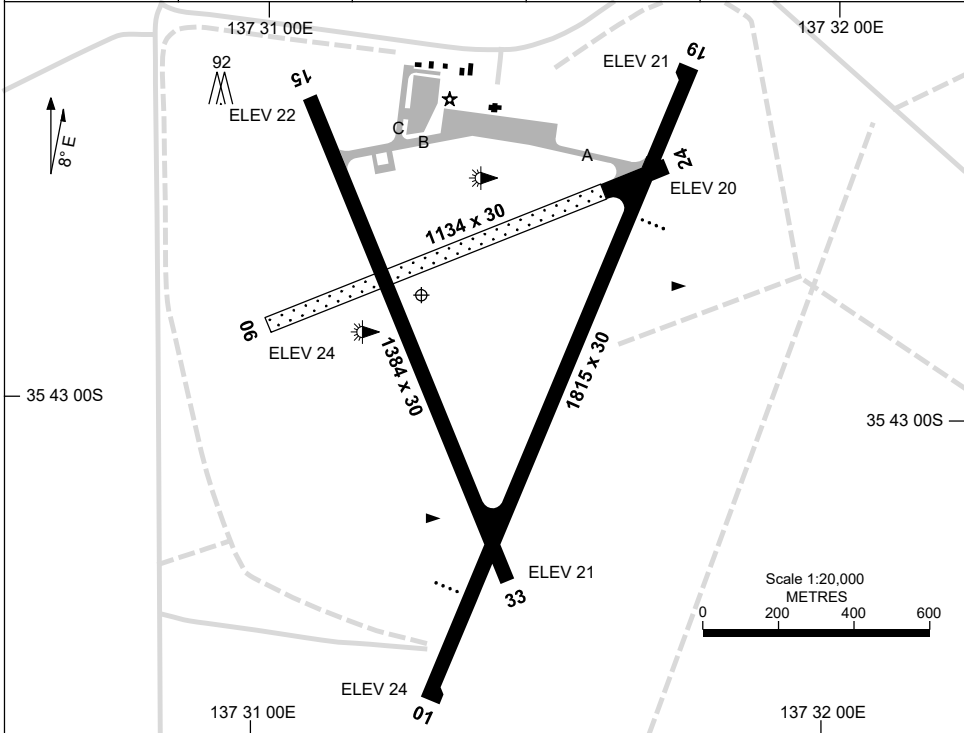 137 31 00E
137 32 00E
92
15
19
ELEV 21
ELEV 22
8° E
C
B
A
24
ELEV 20
1134 x 30
06
ELEV 24
1384 x 30
1815 x 30
35 43 00S
35 43 00S
ELEV 21
33
Scale 1:20,000
METRES
0 200 400 600
ELEV 24
01
137 31 00E
137 32 00E